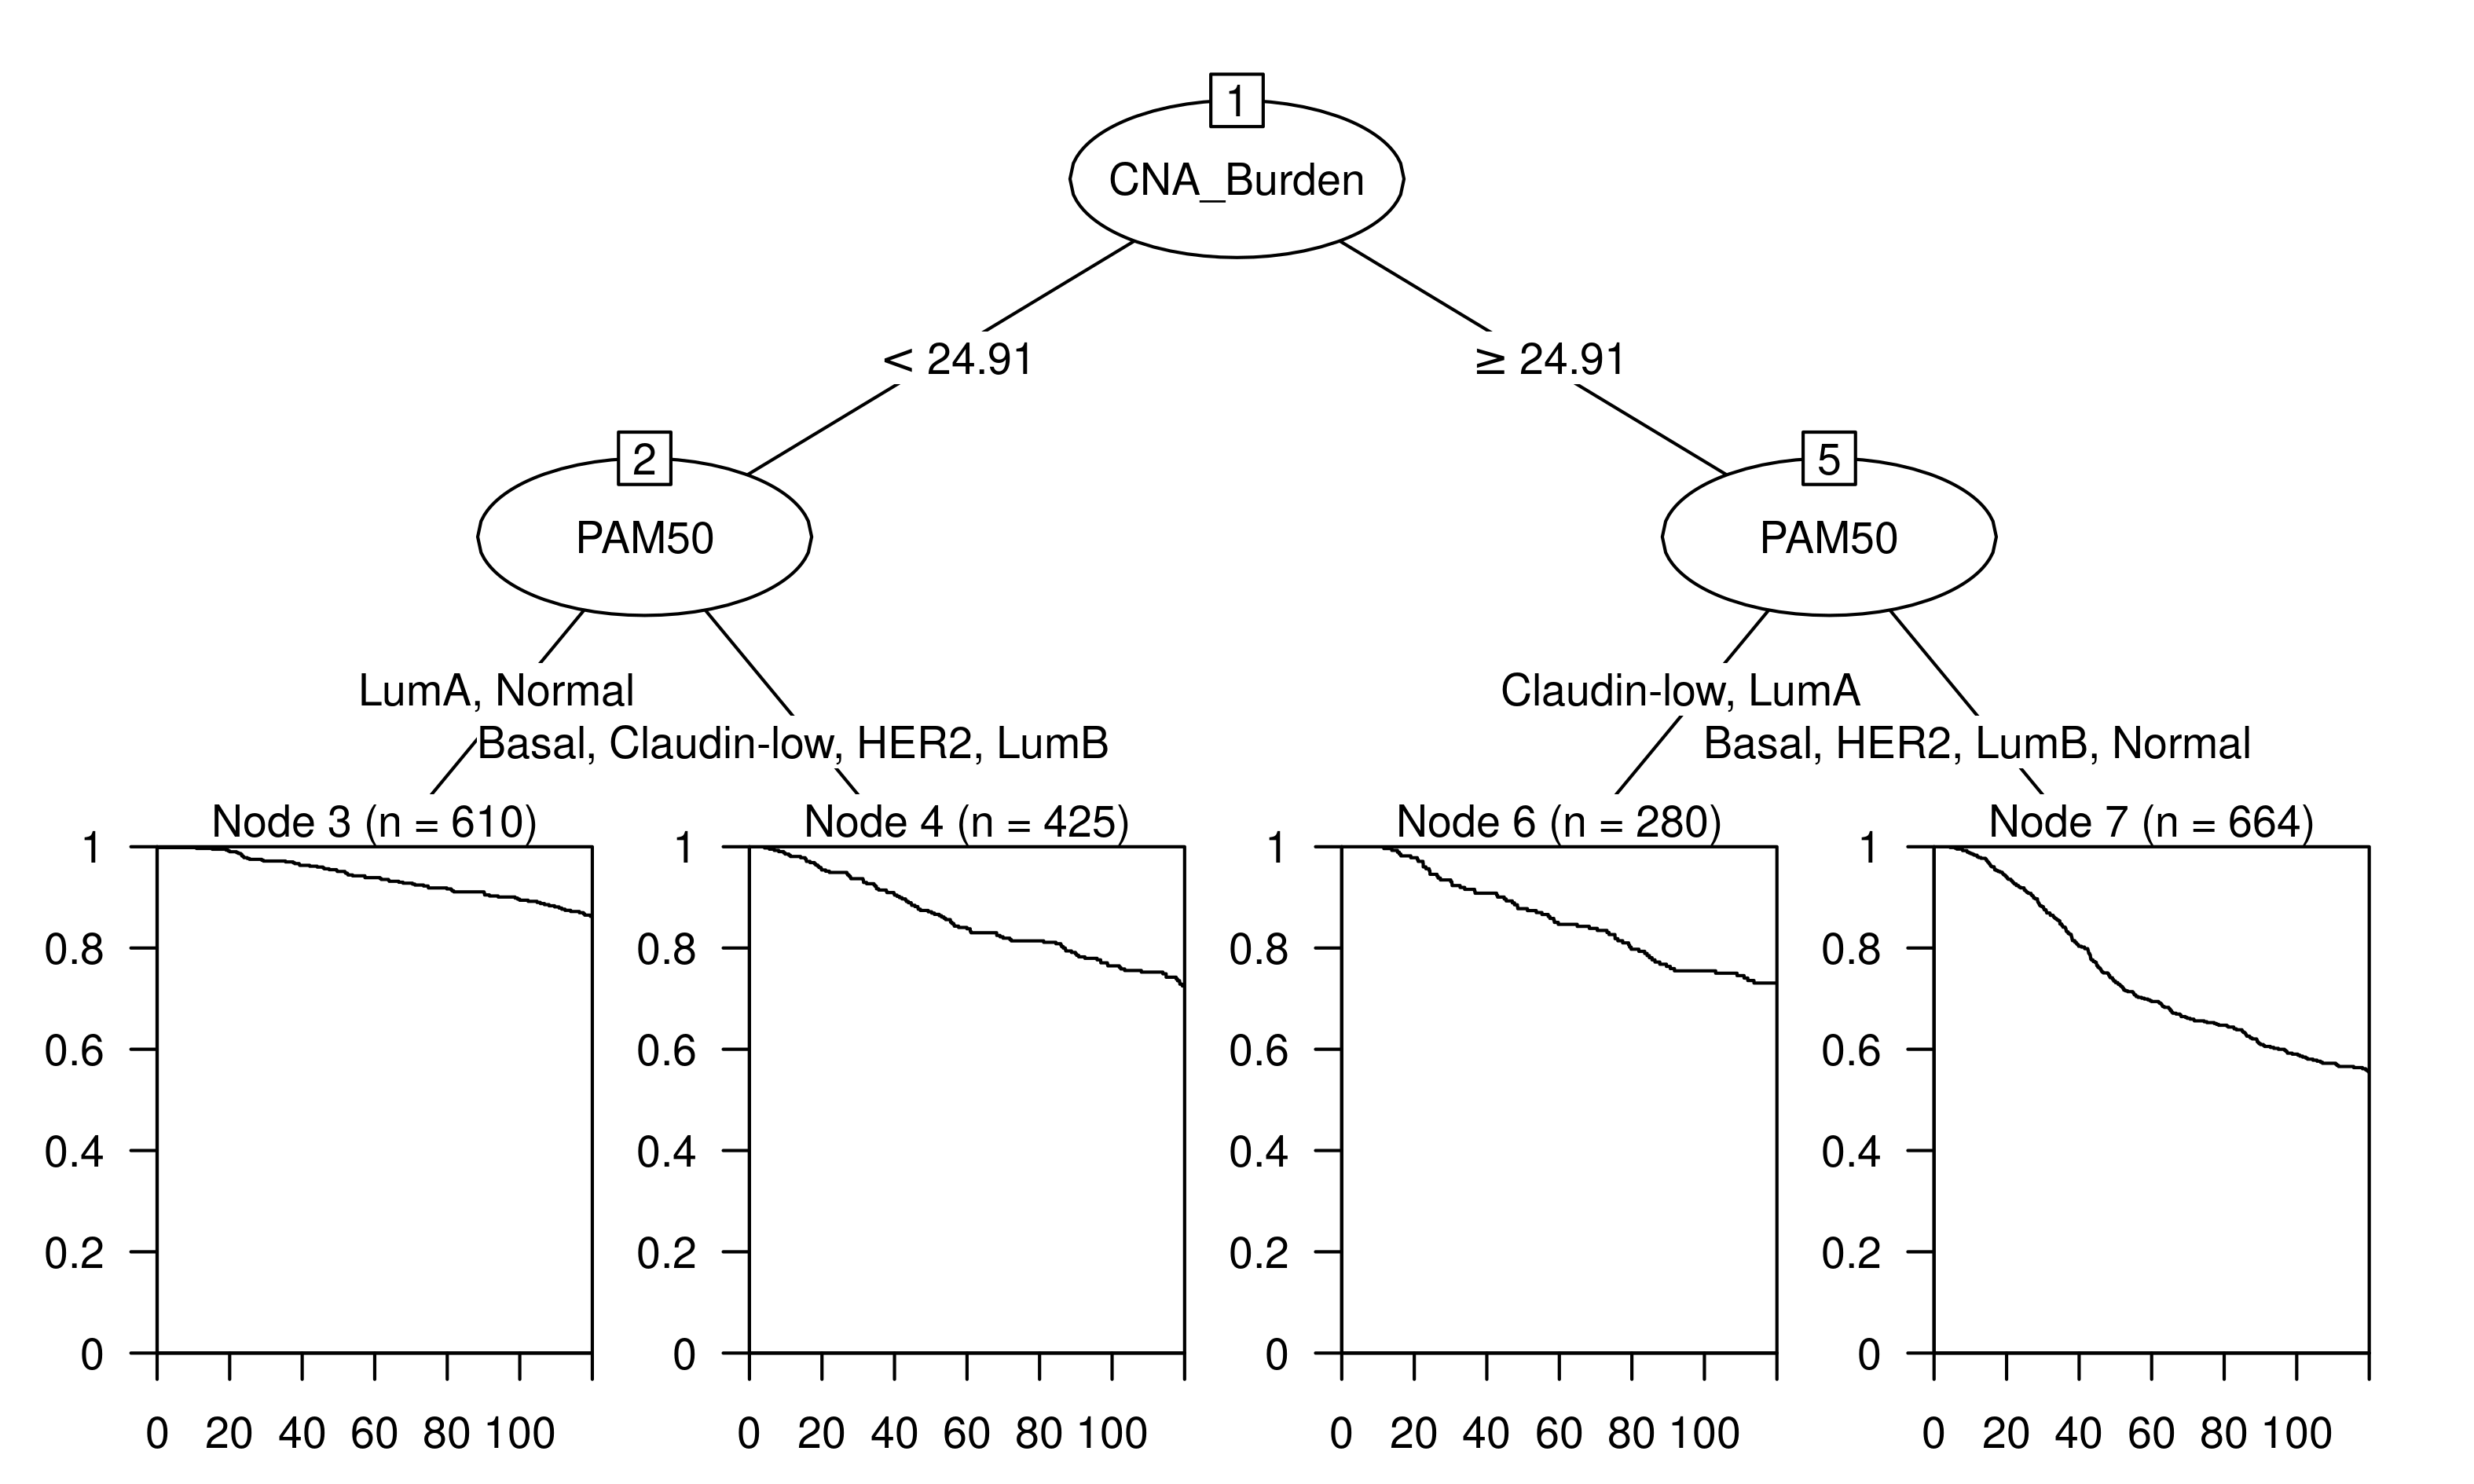 1
CNA_Burden
< 24.91
≥ 24.91
2
PAM50
5
PAM50
LumA, Normal
Basal, Claudin-low, HER2, LumB
Claudin-low, LumA
Basal, HER2, LumB, Normal
Node 3 (n = 610)
1
0.8
0.6
0.4
0.2
0
0 20 40 60 80 100
Node 4 (n = 425)
1
0.8
0.6
0.4
0.2
0
0 20 40 60 80 100
Node 6 (n = 280)
1
0.8
0.6
0.4
0.2
0
0 20 40 60 80 100
Node 7 (n = 664)
1
0.8
0.6
0.4
0.2
0
0 20 40 60 80 100